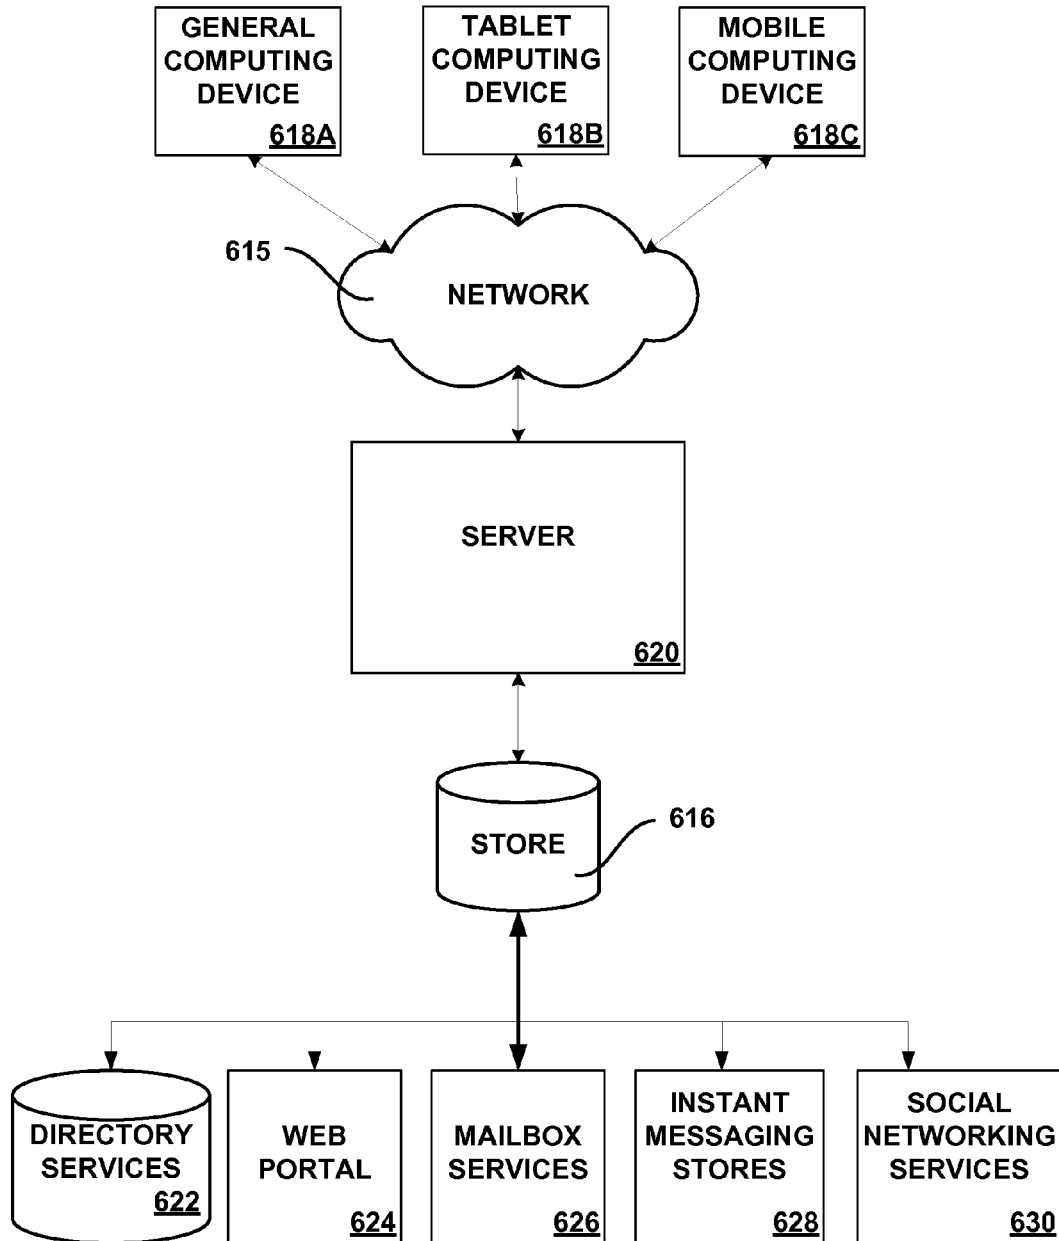 GENERAL
COMPUTING
DEVICE
618A
TABLET
COMPUTING
DEVICE
618B
MOBILE
COMPUTING
DEVICE
618C
615
NETWORK
SERVER
620
STORE
616
DIRECTORY
SERVICES
622
WEB
PORTAL
624
MAILBOX
SERVICES
626
INSTANT
MESSAGING
STORES
628
SOCIAL
NETWORKING
SERVICES
630